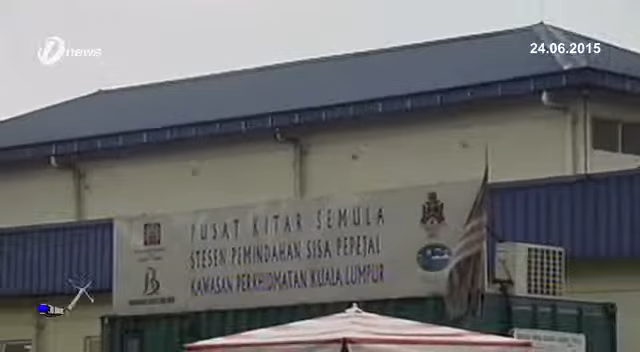 news
24.06.2015
PUSAT KITAR SEMULA
STESEN PEMINDAHAN SISA PEPEJAL
KAWASAN PERKHIDMATAN KUALA LUMPUR